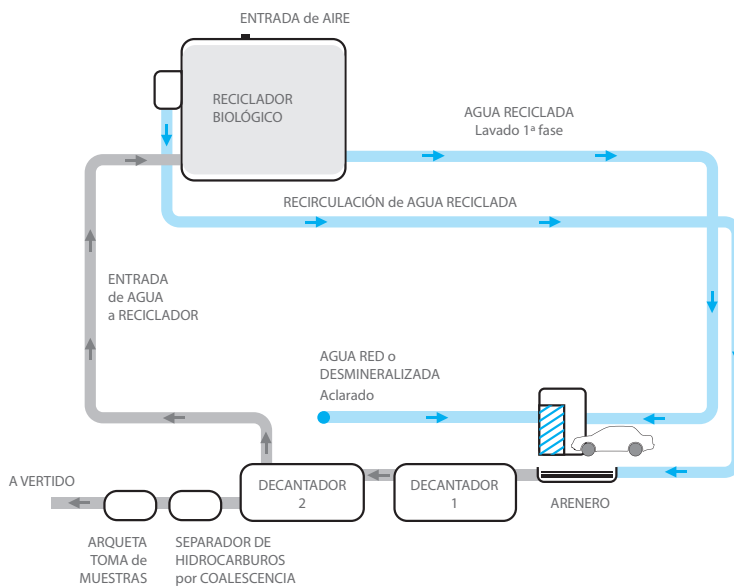 ENTRADA de AIRE
RECICLADOR
BIOLÓGICO
AGUA RECICLADA
Lavado 1ª fase
RECIRCULACIÓN de AGUA RECICLADA
ENTRADA
de AGUA
a RECICLADOR
AGUA RED o
DESMINERALIZADA
Aclarado
A VERTIDO
DECANTADOR
2
DECANTADOR
1
ARENERO
ARQUETA
TOMA de
MUESTRAS
SEPARADOR DE
HIDROCARBUROS
por COALESCENCIA